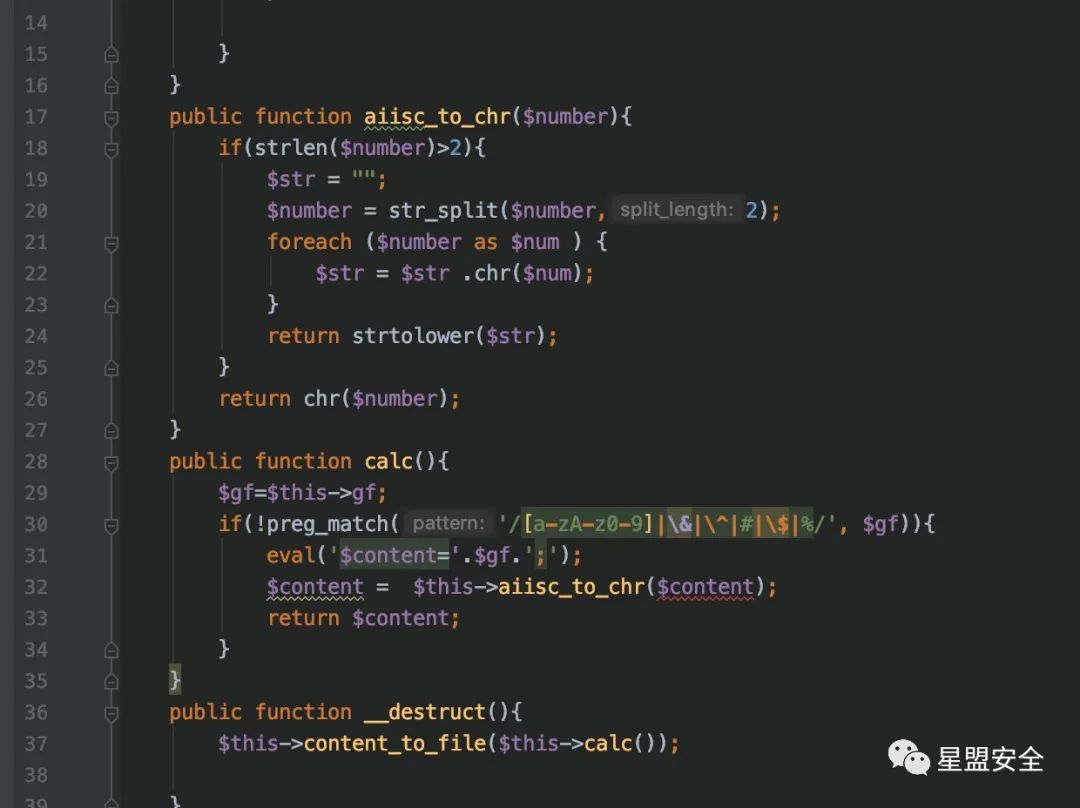 14
15 }
16 }
17 public function aiisc_to_chr($number){
18 if(strlen($number)>2){
19 $str = "";
20 $number = str_split($number, split_length: 2);
21 foreach ($number as $num ) {
22 $str = $str .chr($num);
23 }
24 return strtolower($str);
25 }
26 return chr($number);
27 }
28 public function calc(){
29 $gf=$this->gf;
30 if(!preg_match( pattern: '/[a-zA-z0-9]|\&|\^|#|\$|%/', $gf)){
31 eval('$content='.$gf.';');
32 $content = $this->aiisc_to_chr($content);
33 return $content;
34 }
35 }
36 public function __destruct(){
37 $this->content_to_file($this->calc());
38
39 }
星盟安全